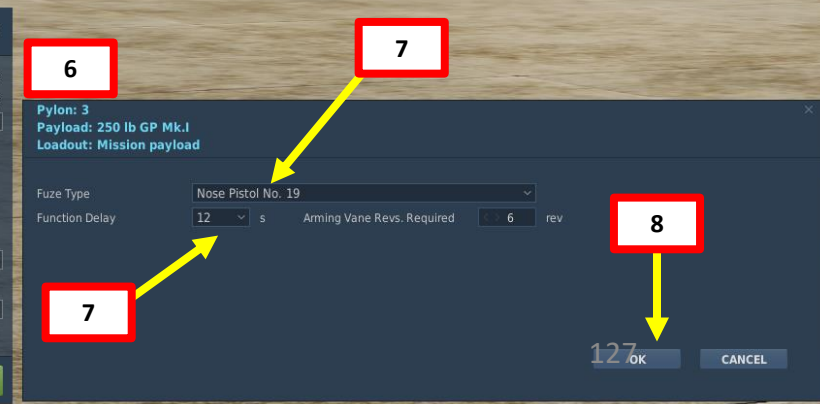 6
7
Pylon: 3
Payload: 250 lb GP Mk.I
Loadout: Mission payload
Fuze Type Nose Pistol No. 19
Function Delay 12 s Arming Vane Revs. Required 6 rev
8
7
127
OK CANCEL